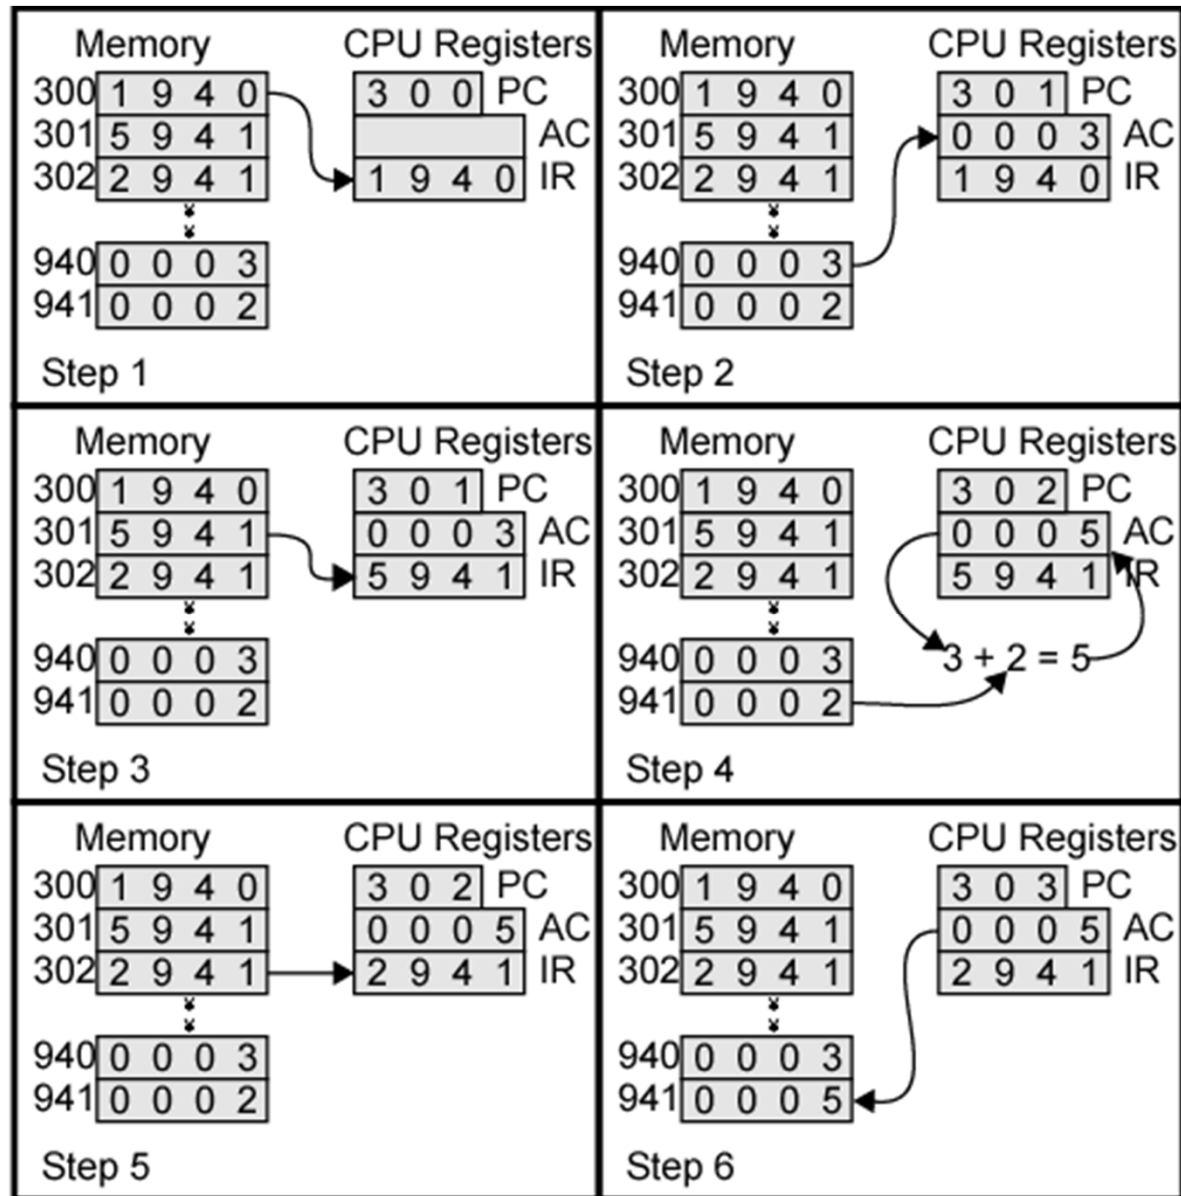 Memory CPU Registers
300 1 9 4 0 3 0 0 PC
301 5 9 4 1 AC
302 2 9 4 1 1 9 4 0 IR
940 0 0 0 3
941 0 0 0 2
Step 1
Memory CPU Registers
300 1 9 4 0 3 0 1 PC
301 5 9 4 1 0 0 0 3 AC
302 2 9 4 1 1 9 4 0 IR
940 0 0 0 3
941 0 0 0 2
Step 2
Memory CPU Registers
300 1 9 4 0 3 0 1 PC
301 5 9 4 1 0 0 0 3 AC
302 2 9 4 1 5 9 4 1 IR
940 0 0 0 3
941 0 0 0 2
Step 3
Memory CPU Registers
300 1 9 4 0 3 0 2 PC
301 5 9 4 1 0 0 0 5 AC
302 2 9 4 1 5 9 4 1 IR
940 0 0 0 3 3 + 2 = 5
941 0 0 0 2
Step 4
Memory CPU Registers
300 1 9 4 0 3 0 2 PC
301 5 9 4 1 0 0 0 5 AC
302 2 9 4 1 2 9 4 1 IR
940 0 0 0 3
941 0 0 0 2
Step 5
Memory CPU Registers
300 1 9 4 0 3 0 3 PC
301 5 9 4 1 0 0 0 5 AC
302 2 9 4 1 2 9 4 1 IR
940 0 0 0 3
941 0 0 0 5
Step 6